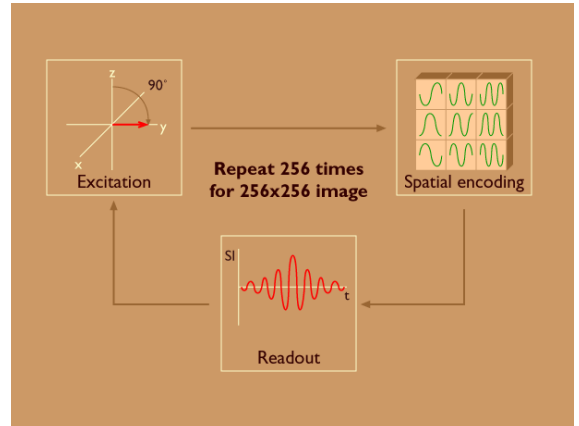 z
90°
y
x
Excitation
Repeat 256 times
for 256x256 image
Spatial encoding
SI
t
Readout